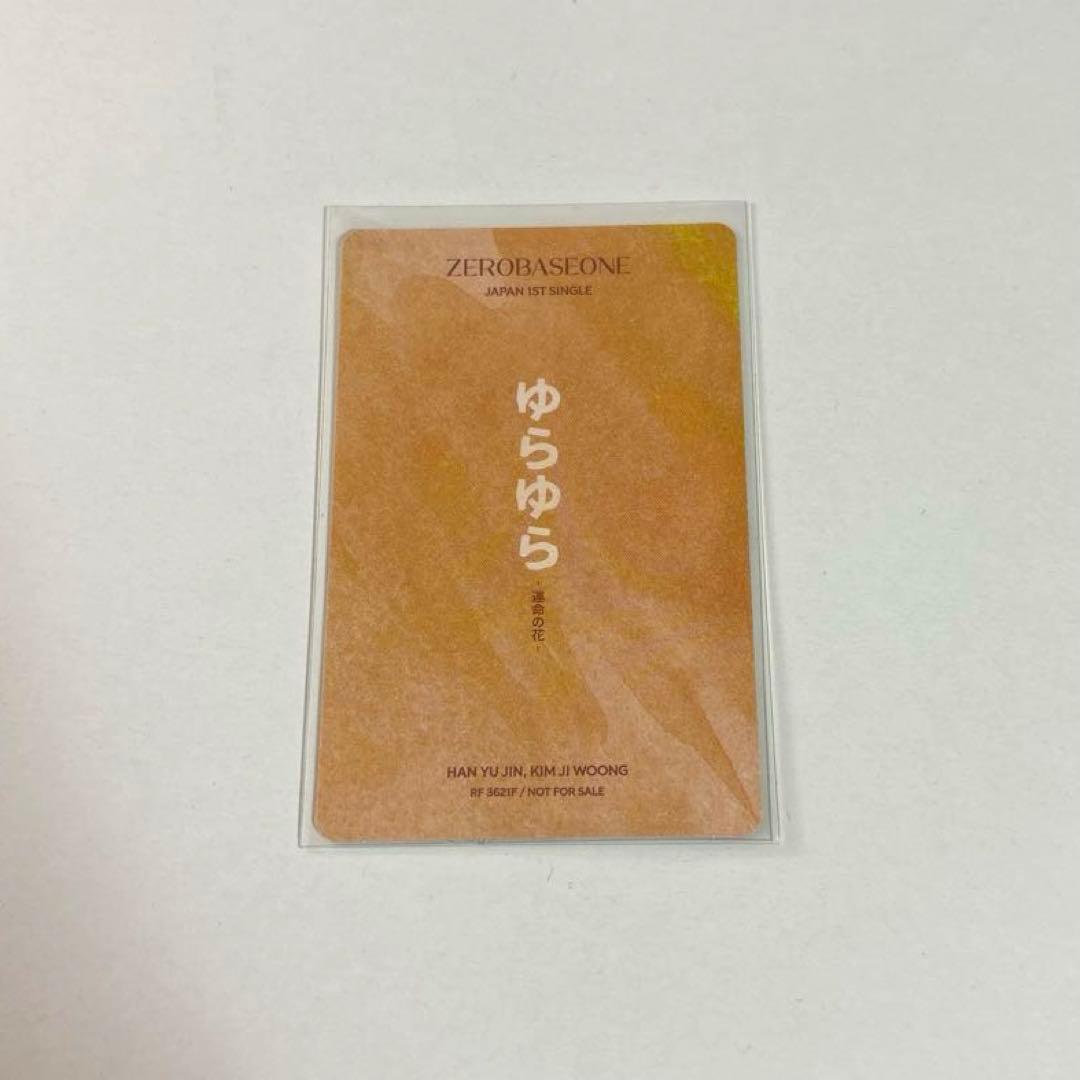 ZEROBASEONE
JAPAN 1ST SINGLE
ゆらゆら
-運命の花-
HAN YU JIN, KIM JI WOONG
RF 3621F / NOT FOR SALE